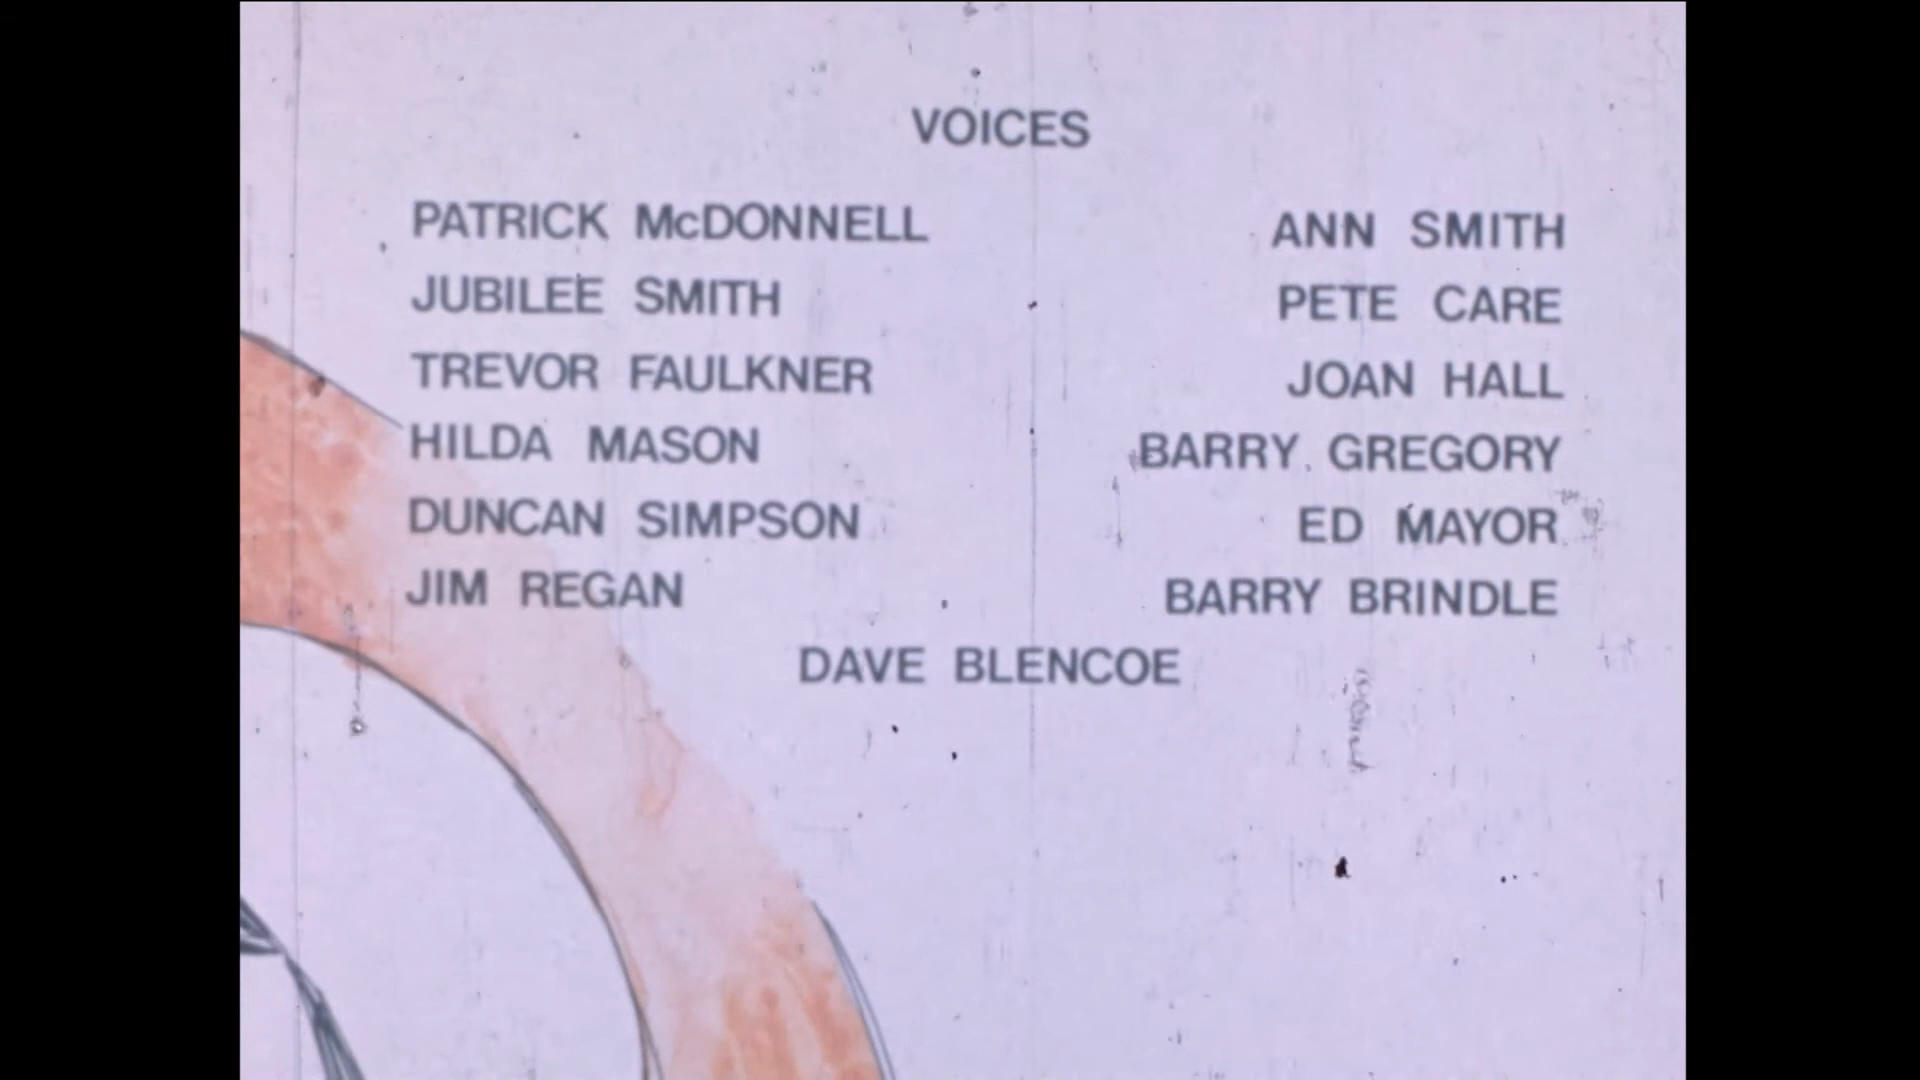 VOICES
PATRICK McDONNELL
ANN SMITH
JUBILEE SMITH
PETE CARE
TREVOR FAULKNER
JOAN HALL
HILDA MASON
BARRY GREGORY
DUNCAN SIMPSON
ED MAYOR
JIM REGAN
BARRY BRINDLE
DAVE BLENCOE